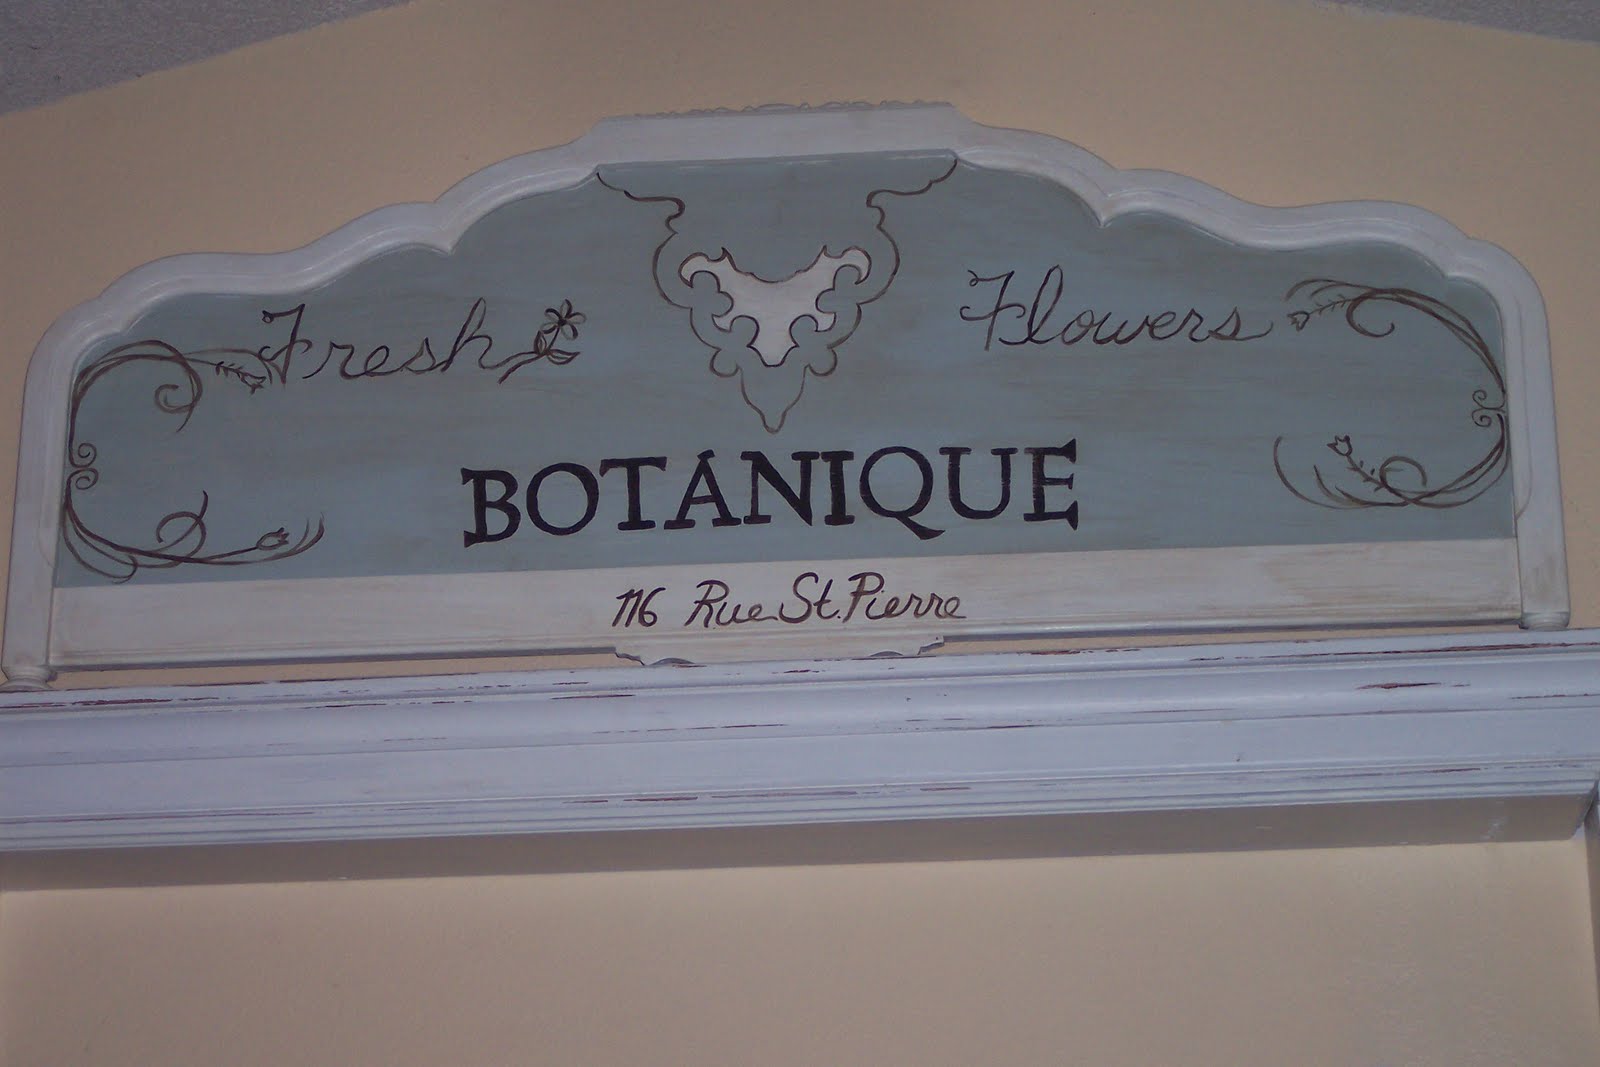 Fresh Flowers
BOTANIQUE
116 Rue St. Pierre